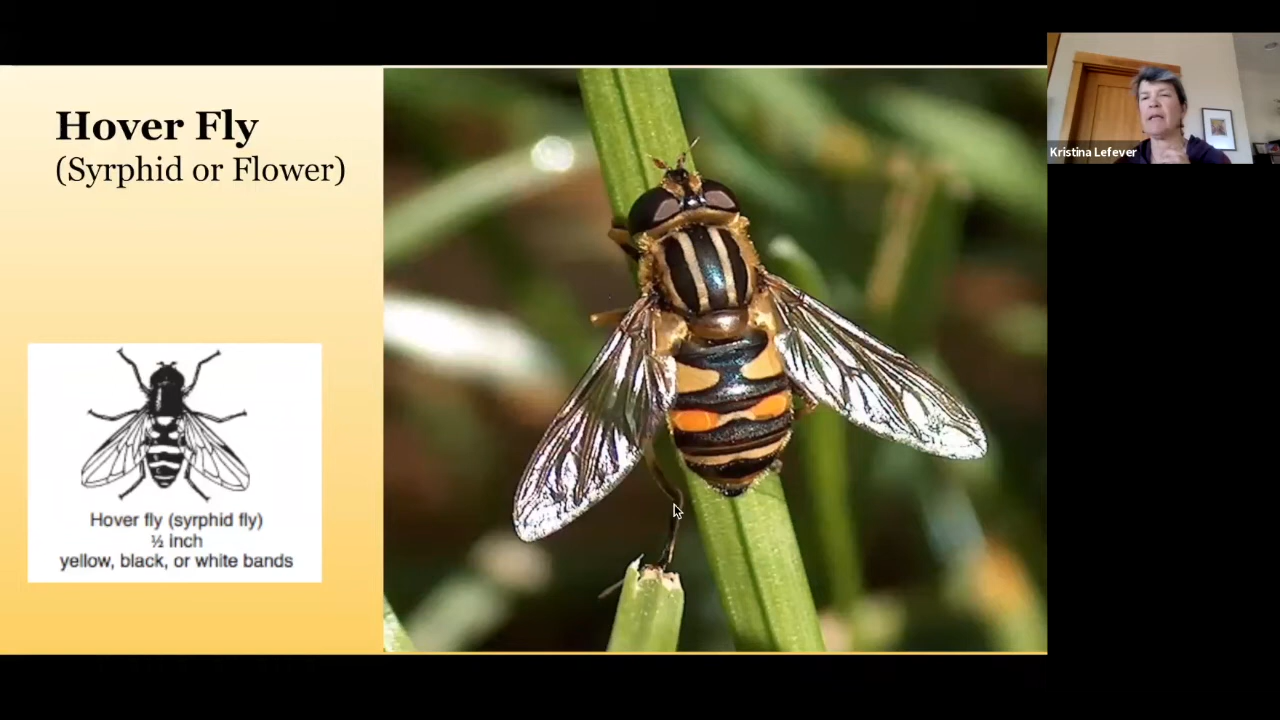 Hover Fly
(Syrphid or Flower)
Hover fly (syrphid fly)
½ inch
yellow, black, or white bands
Kristina Lefever